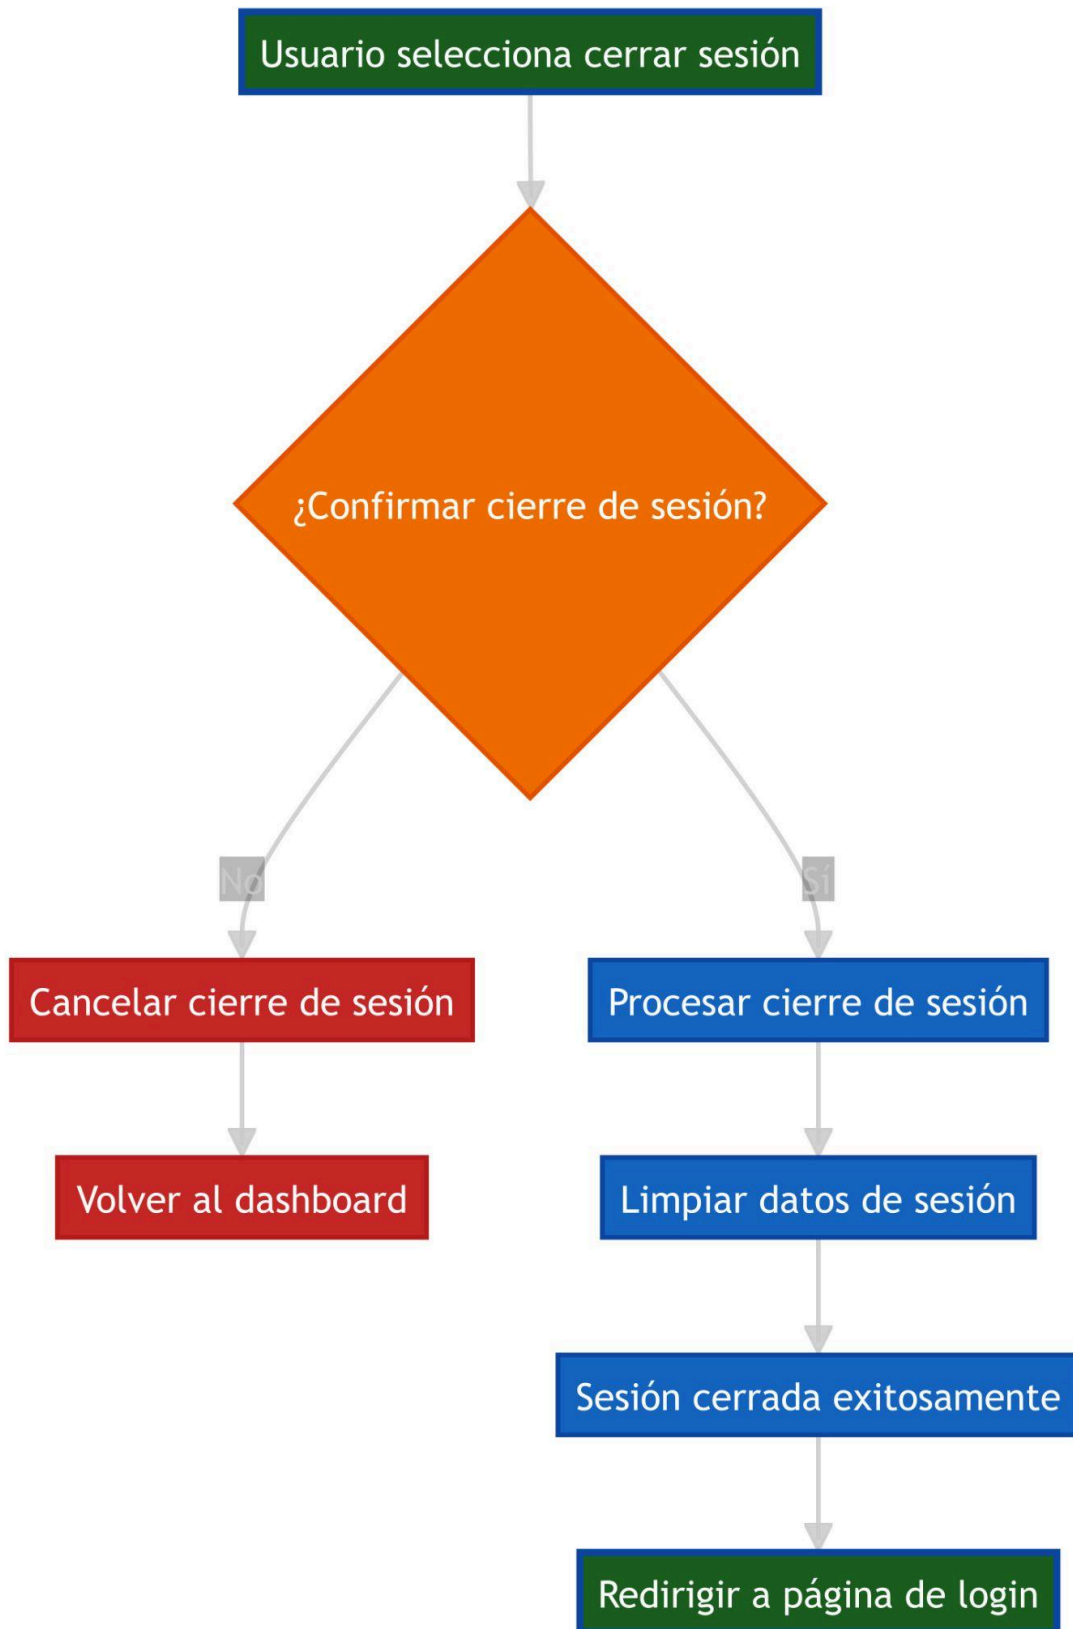 Usuario selecciona cerrar sesión
¿Confirmar cierre de sesión?
No
Sí
Cancelar cierre de sesión
Procesar cierre de sesión
Volver al dashboard
Limpiar datos de sesión
Sesión cerrada exitosamente
Redirigir a página de login